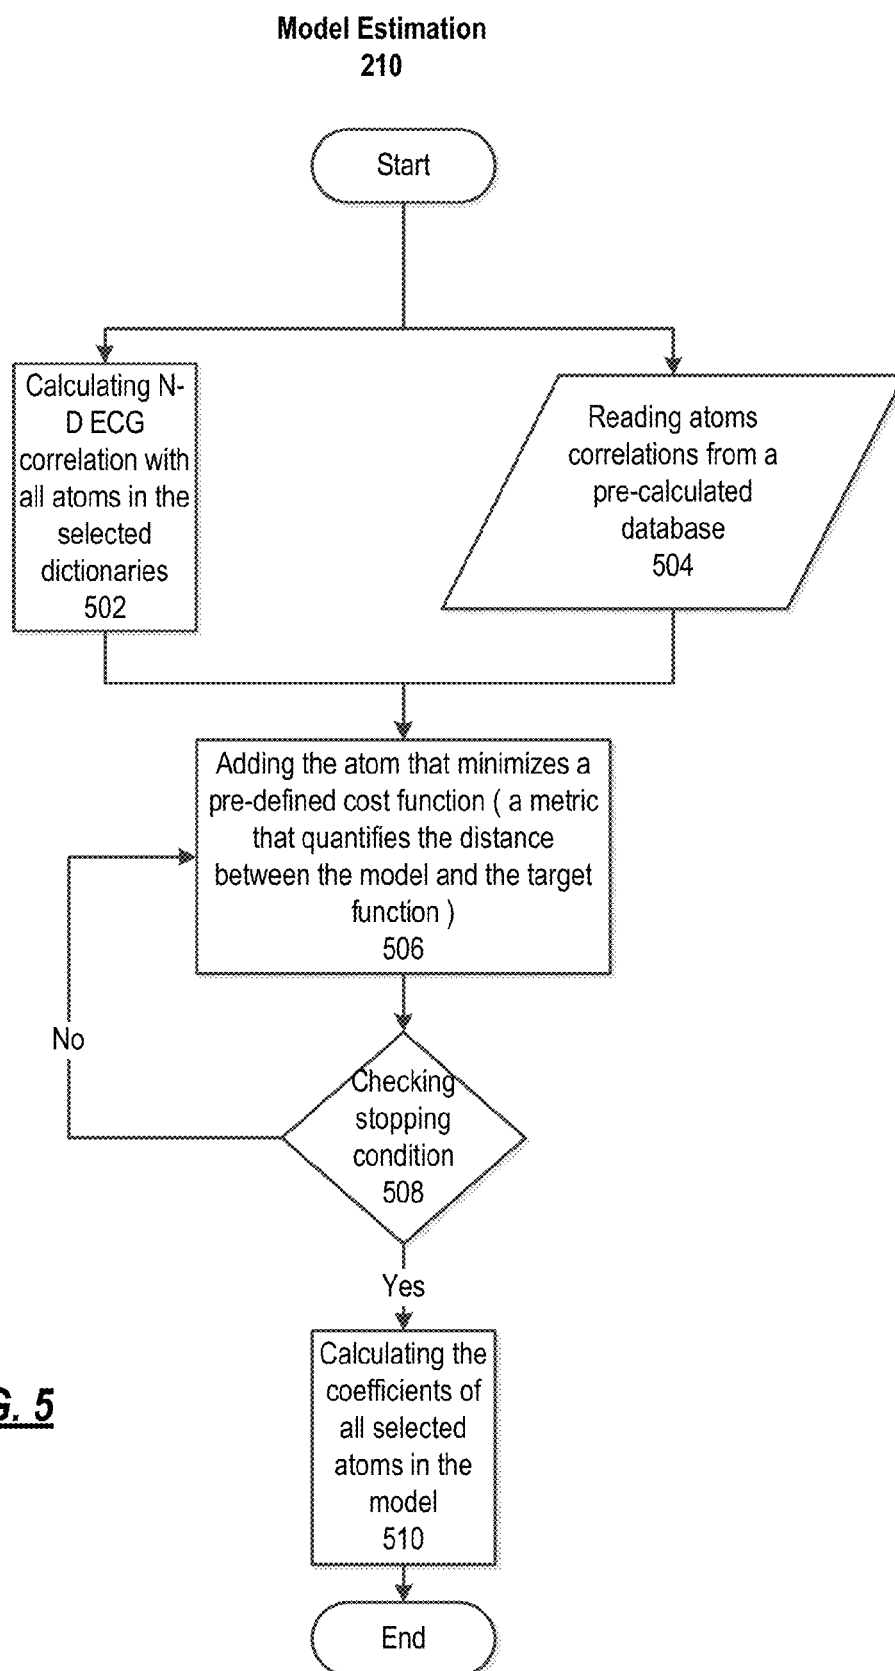 Model Estimation
210
Start
Calculating N-
D ECG
correlation with
all atoms in the
selected
dictionaries
502
Reading atoms
correlations from a
pre-calculated
database
504
Adding the atom that minimizes a
pre-defined cost function ( a metric
that quantifies the distance
between the model and the target
function )
506
No
Checking
stopping
condition
508
Yes
Calculating the
coefficients of
all selected
atoms in the
model
510
G. 5
End